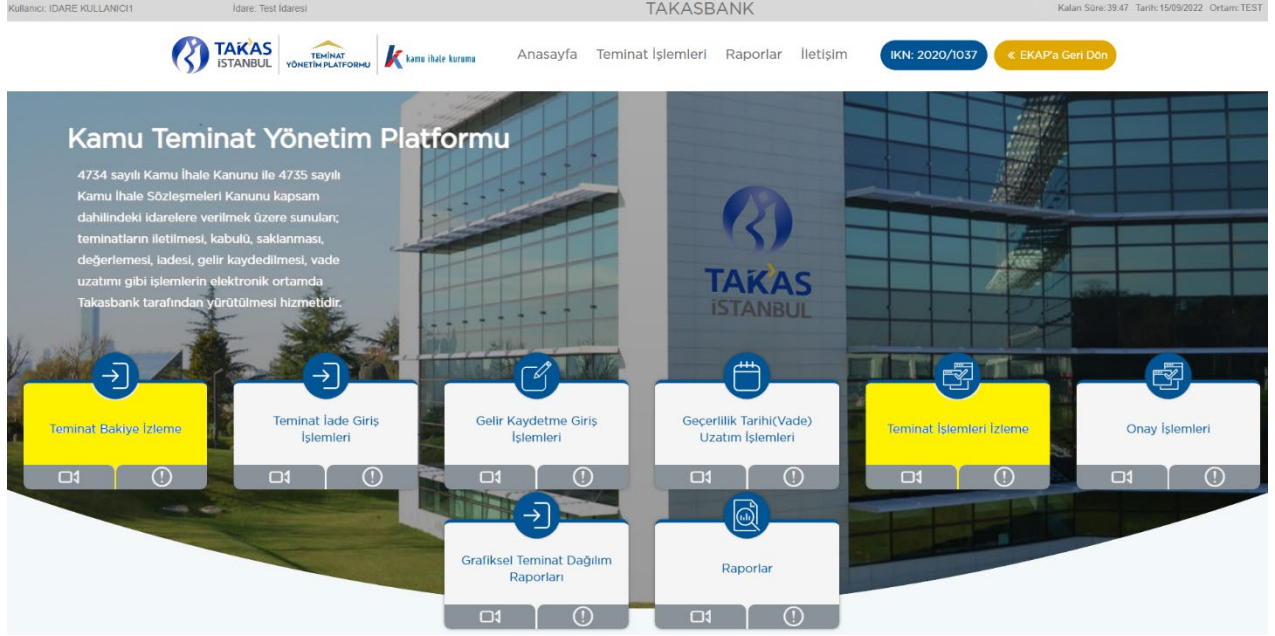 Kullanıcı: IDARE KULLANICI1
İdare: Test İdaresi
TAKASBANK
Kalan Süre: 39:47 Tarih: 15/09/2022 Ortam: TEST
TAKAS
İSTANBUL
TEMİNAT
YÖNETİM PLATFORMU
kamu ihale kurumu
Anasayfa
Teminat İşlemleri
Raporlar
İletişim
IKN: 2020/1037
« EKAP'a Geri Dön
Kamu Teminat Yönetim Platformu
4734 sayılı Kamu İhale Kanunu ile 4735 sayılı
Kamu İhale Sözleşmeleri Kanunu kapsam
dahilindeki idarelere verilmek üzere sunulan;
teminatların iletilmesi, kabulü, saklanması,
değerlemesi, iadesi, gelir kaydedilmesi, vade
uzatımı gibi işlemlerin elektronik ortamda
Takasbank tarafından yürütülmesi hizmetidir.
TAKAS
İSTANBUL
Teminat Bakiye İzleme
Teminat İade Giriş
İşlemleri
Gelir Kaydetme Giriş
İşlemleri
Geçerlilik Tarihi(Vade)
Uzatım İşlemleri
Teminat İşlemleri İzleme
Onay İşlemleri
Grafiksel Teminat Dağılım
Raporları
Raporlar